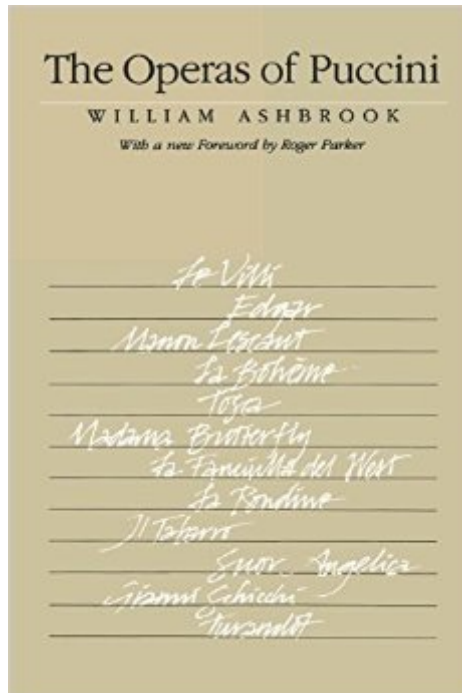 The Operas of Puccini
WILLIAM ASHBROOK
With a new Foreword by Roger Parker
Le Villi
Edgar
Manon Lescaut
La Bohème
Tosca
Madama Butterfly
La Fanciulla del West
La Rondine
Il Tabarro
Suor Angelica
Gianni Schicchi
Turandot